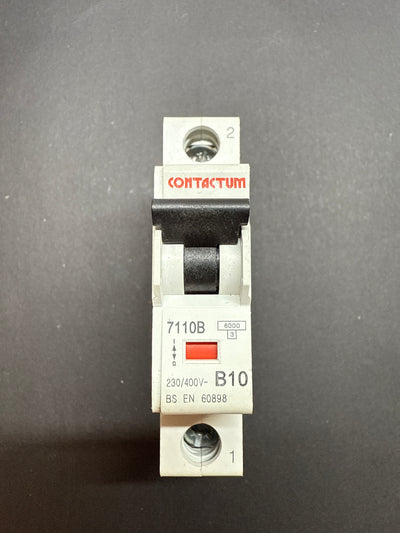 2
CONTACTUM
7110B
6000
3
230/400V~ B10
BS EN 60898
1